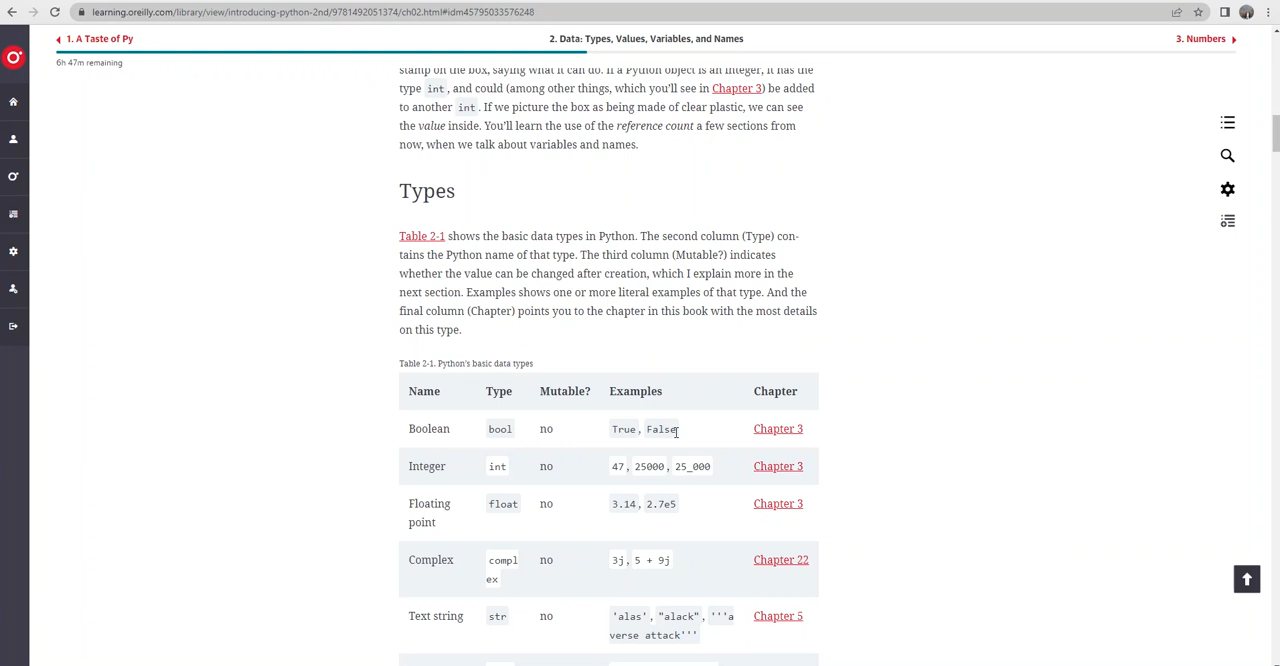 learning.oreilly.com/library/view/introducing-python-2nd/9781492051374/ch02.html#idm45795033576248
1. A Taste of Py
2. Data: Types, Values, Variables, and Names
3. Numbers
6h 47m remaining
stamp on the box, saying what it can do. If a Python object is an integer, it has the
type int, and could (among other things, which you’ll see in Chapter 3) be added
to another int. If we picture the box as being made of clear plastic, we can see
the value inside. You’ll learn the use of the reference count a few sections from
now, when we talk about variables and names.
Types
Table 2-1 shows the basic data types in Python. The second column (Type) con-
tains the Python name of that type. The third column (Mutable?) indicates
whether the value can be changed after creation, which I explain more in the
next section. Examples shows one or more literal examples of that type. And the
final column (Chapter) points you to the chapter in this book with the most details
on this type.
Table 2-1. Python’s basic data types
Name Type Mutable? Examples Chapter
Boolean bool no True, False Chapter 3
Integer int no 47, 25000, 25_000 Chapter 3
Floating float no 3.14, 2.7e5 Chapter 3
point
Complex compl no 3j, 5 + 9j Chapter 22
ex
Text string str no 'alas', "alack", '''a Chapter 5
verse attack'''